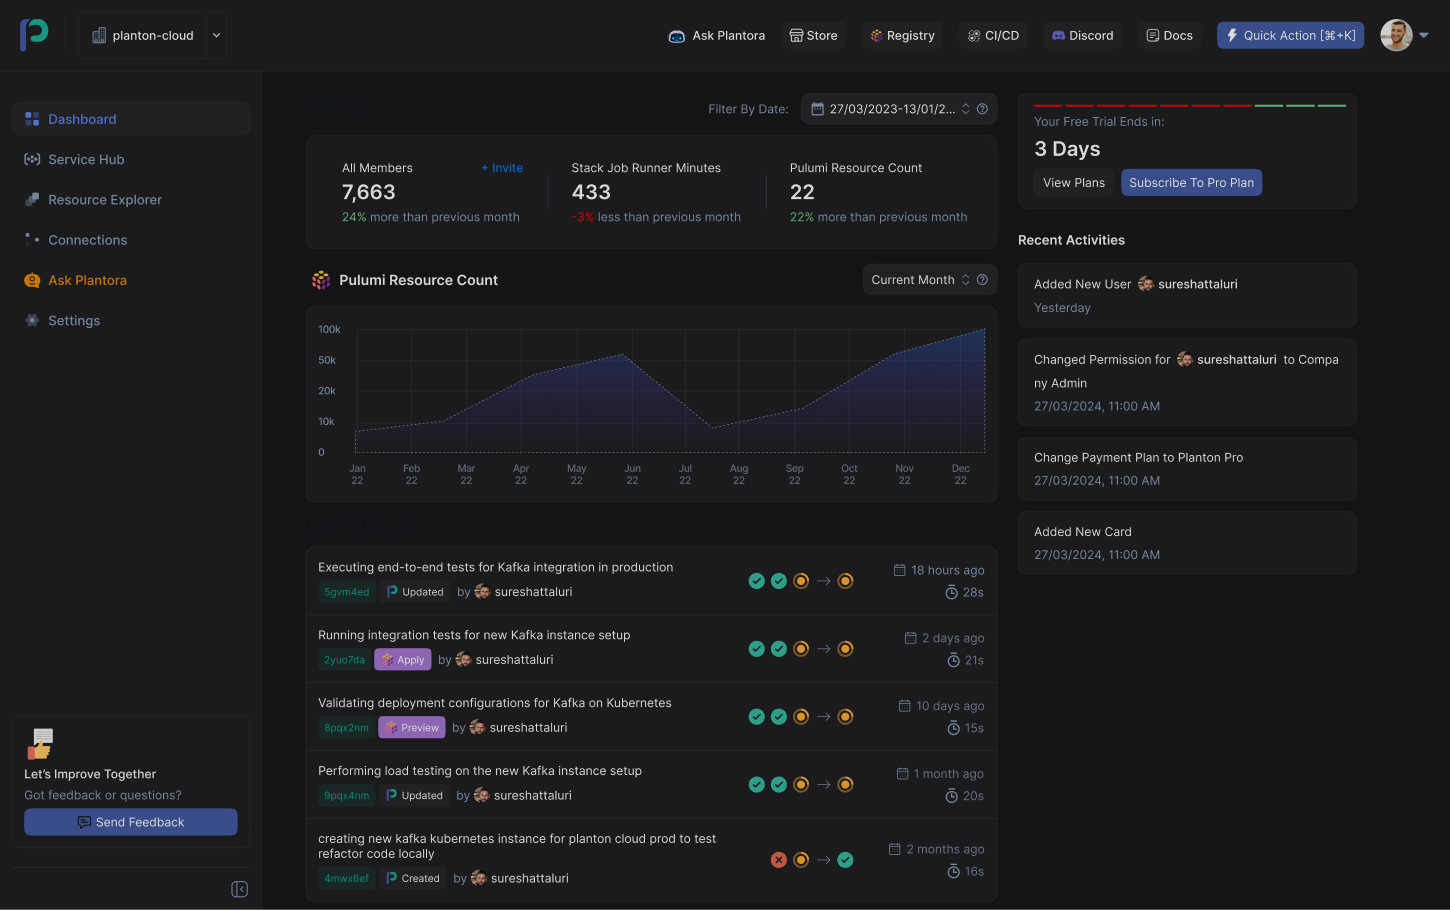 planton-cloud
Ask Plantora
Store
Registry
CI/CD
Discord
Docs
Quick Action [⌘+K]
Dashboard
Service Hub
Resource Explorer
Connections
Ask Plantora
Settings
Let's Improve Together
Got feedback or questions?
Send Feedback
Filter By Date:
27/03/2023-13/01/2...
All Members
+ Invite
7,663
24% more than previous month
Stack Job Runner Minutes
433
-3% less than previous month
Pulumi Resource Count
22
22% more than previous month
Pulumi Resource Count
Current Month
100k
50k
20k
10k
0
Jan 22
Feb 22
Mar 22
Apr 22
May 22
Jun 22
Jul 22
Aug 22
Sep 22
Oct 22
Nov 22
Dec 22
Executing end-to-end tests for Kafka integration in production
5gvm4ed Updated by sureshattaluri
18 hours ago
28s
Running integration tests for new Kafka instance setup
2yuo7da Apply by sureshattaluri
2 days ago
21s
Validating deployment configurations for Kafka on Kubernetes
8pqx2nm Preview by sureshattaluri
10 days ago
15s
Performing load testing on the new Kafka instance setup
9pqx4nm Updated by sureshattaluri
1 month ago
20s
creating new kafka kubernetes instance for planton cloud prod to test
refactor code locally
4mwx6ef Created by sureshattaluri
2 months ago
16s
Your Free Trial Ends in:
3 Days
View Plans
Subscribe To Pro Plan
Recent Activities
Added New User sureshattaluri
Yesterday
Changed Permission for sureshattaluri to Compa
ny Admin
27/03/2024, 11:00 AM
Change Payment Plan to Planton Pro
27/03/2024, 11:00 AM
Added New Card
27/03/2024, 11:00 AM